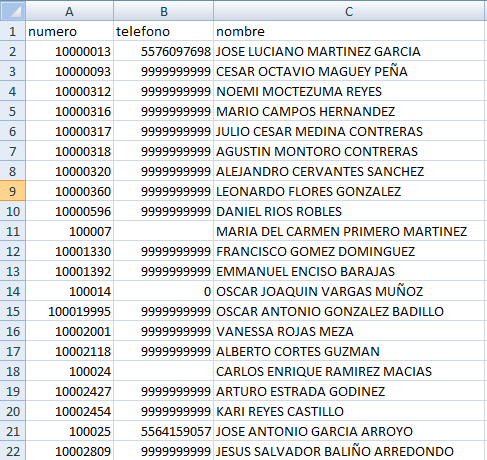 A B C
1 numero telefono nombre
2 10000013 5576097698 JOSE LUCIANO MARTINEZ GARCIA
3 10000093 9999999999 CESAR OCTAVIO MAGUEY PEÑA
4 10000312 9999999999 NOEMI MOCTEZUMA REYES
5 10000316 9999999999 MARIO CAMPOS HERNANDEZ
6 10000317 9999999999 JULIO CESAR MEDINA CONTRERAS
7 10000318 9999999999 AGUSTIN MONTORO CONTRERAS
8 10000320 9999999999 ALEJANDRO CERVANTES SANCHEZ
9 10000360 9999999999 LEONARDO FLORES GONZALEZ
10 10000596 9999999999 DANIEL RIOS ROBLES
11 100007 MARIA DEL CARMEN PRIMERO MARTINEZ
12 10001330 9999999999 FRANCISCO GOMEZ DOMINGUEZ
13 10001392 9999999999 EMMANUEL ENCISO BARAJAS
14 100014 0 OSCAR JOAQUIN VARGAS MUÑOZ
15 100019995 9999999999 OSCAR ANTONIO GONZALEZ BADILLO
16 10002001 9999999999 VANESSA ROJAS MEZA
17 10002118 9999999999 ALBERTO CORTES GUZMAN
18 100024 CARLOS ENRIQUE RAMIREZ MACIAS
19 10002427 9999999999 ARTURO ESTRADA GODINEZ
20 10002454 9999999999 KARI REYES CASTILLO
21 100025 5564159057 JOSE ANTONIO GARCIA ARROYO
22 10002809 9999999999 JESUS SALVADOR BALIÑO ARREDONDO